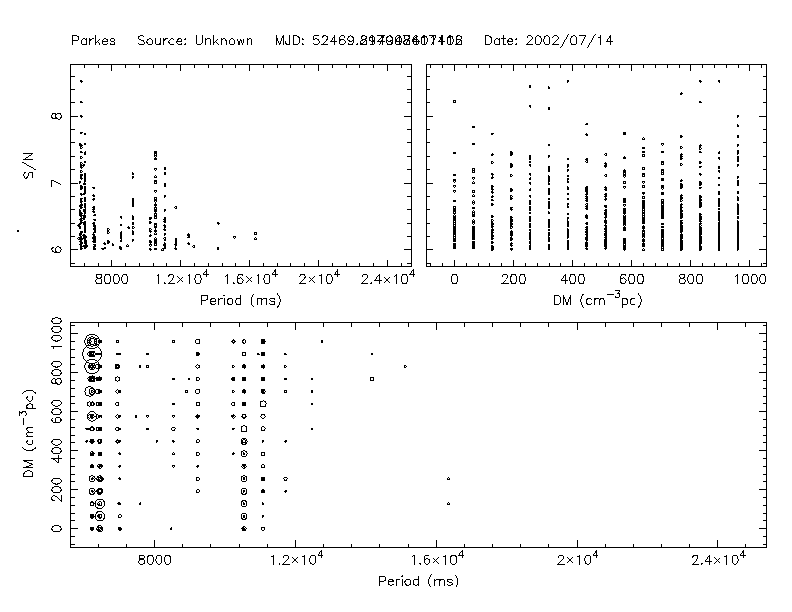 Parkes Source: Unknown MJD: Date: 2002/07/14
S/N
8
7
6
8000 1.2×10⁴ 1.6×10⁴ 2×10⁴ 2.4×10⁴
Period (ms)
0 200 400 600 800 1000
DM (cm⁻³pc)
DM (cm⁻³pc)
1000
800
600
400
200
0
8000 1.2×10⁴ 1.6×10⁴ 2×10⁴ 2.4×10⁴
Period (ms)